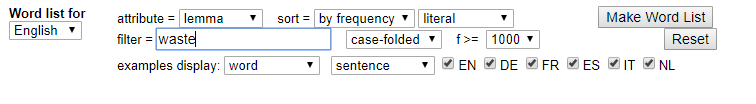 Word list for attribute = lemma sort = by frequency literal Make Word List
English filter = waste case-folded f >= 1000 Reset
examples display: word sentence EN DE FR ES IT NL